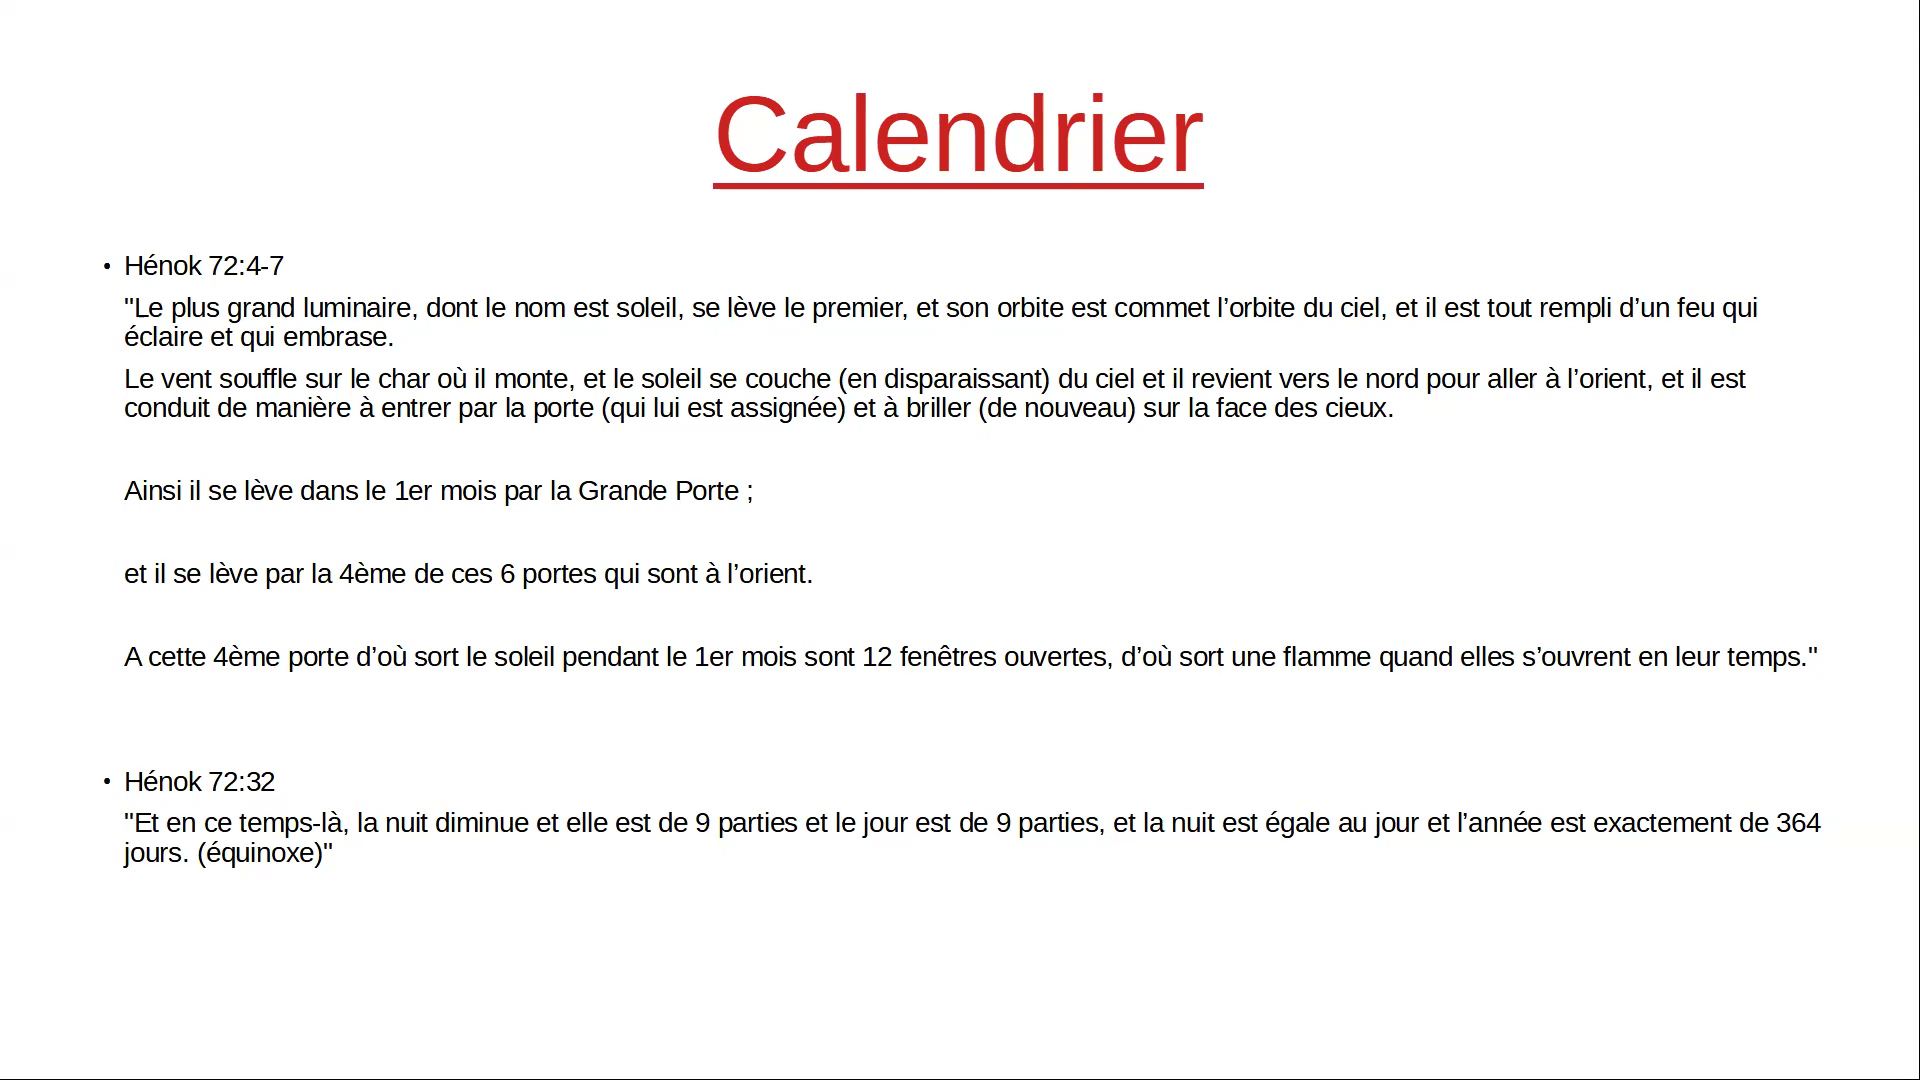 Calendrier
• Hénok 72:4-7
"Le plus grand luminaire, dont le nom est soleil, se lève le premier, et son orbite est commet l’orbite du ciel, et il est tout rempli d’un feu qui
éclaire et qui embrase.
Le vent souffle sur le char où il monte, et le soleil se couche (en disparaissant) du ciel et il revient vers le nord pour aller à l’orient, et il est
conduit de manière à entrer par la porte (qui lui est assignée) et à briller (de nouveau) sur la face des cieux.
Ainsi il se lève dans le 1er mois par la Grande Porte ;
et il se lève par la 4ème de ces 6 portes qui sont à l’orient.
A cette 4ème porte d’où sort le soleil pendant le 1er mois sont 12 fenêtres ouvertes, d’où sort une flamme quand elles s’ouvrent en leur temps."
• Hénok 72:32
"Et en ce temps-là, la nuit diminue et elle est de 9 parties et le jour est de 9 parties, et la nuit est égale au jour et l’année est exactement de 364
jours. (équinoxe)"